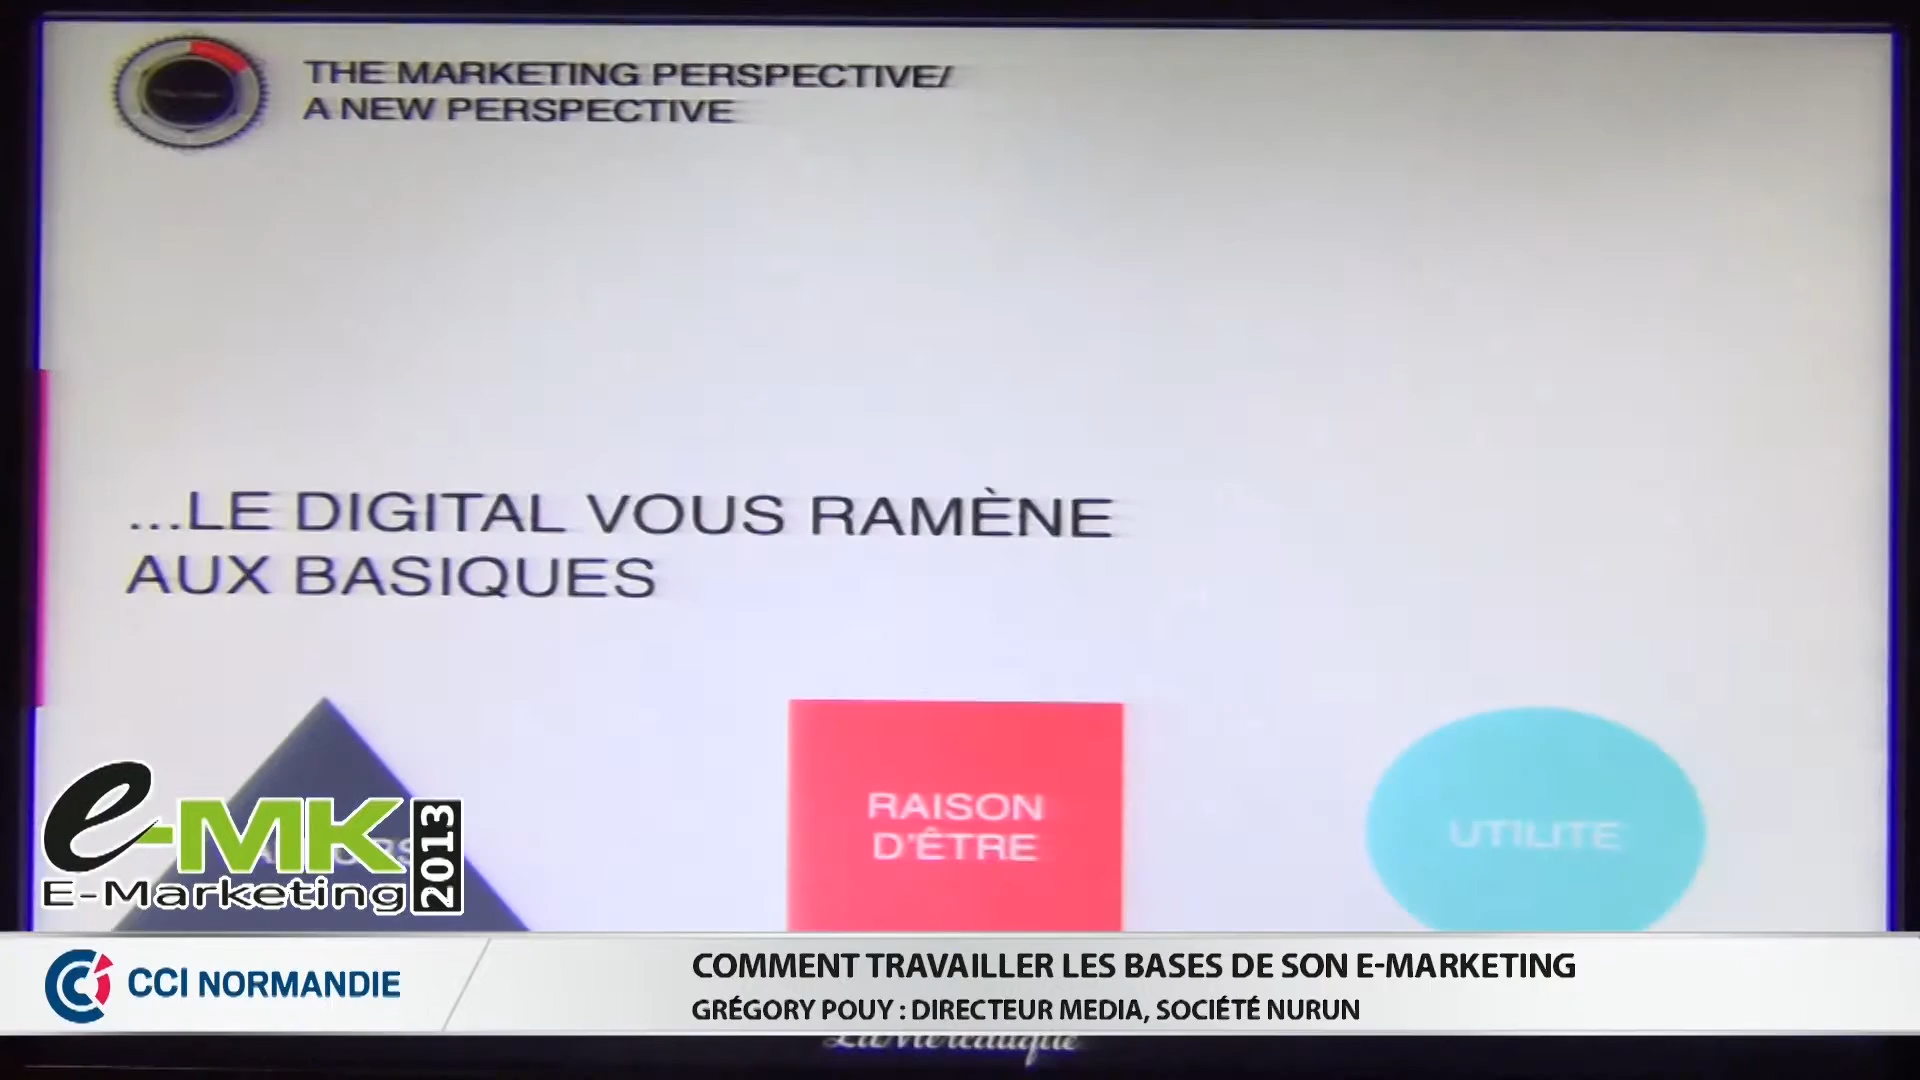 THE MARKETING PERSPECTIVE/
A NEW PERSPECTIVE
...LE DIGITAL VOUS RAMÈNE
AUX BASIQUES
RAISON
D'ÊTRE
UTILITE
e-MK
E-Marketing
2013
CCI NORMANDIE
COMMENT TRAVAILLER LES BASES DE SON E-MARKETING
GRÉGORY POUY : DIRECTEUR MEDIA, SOCIÉTÉ NURUN